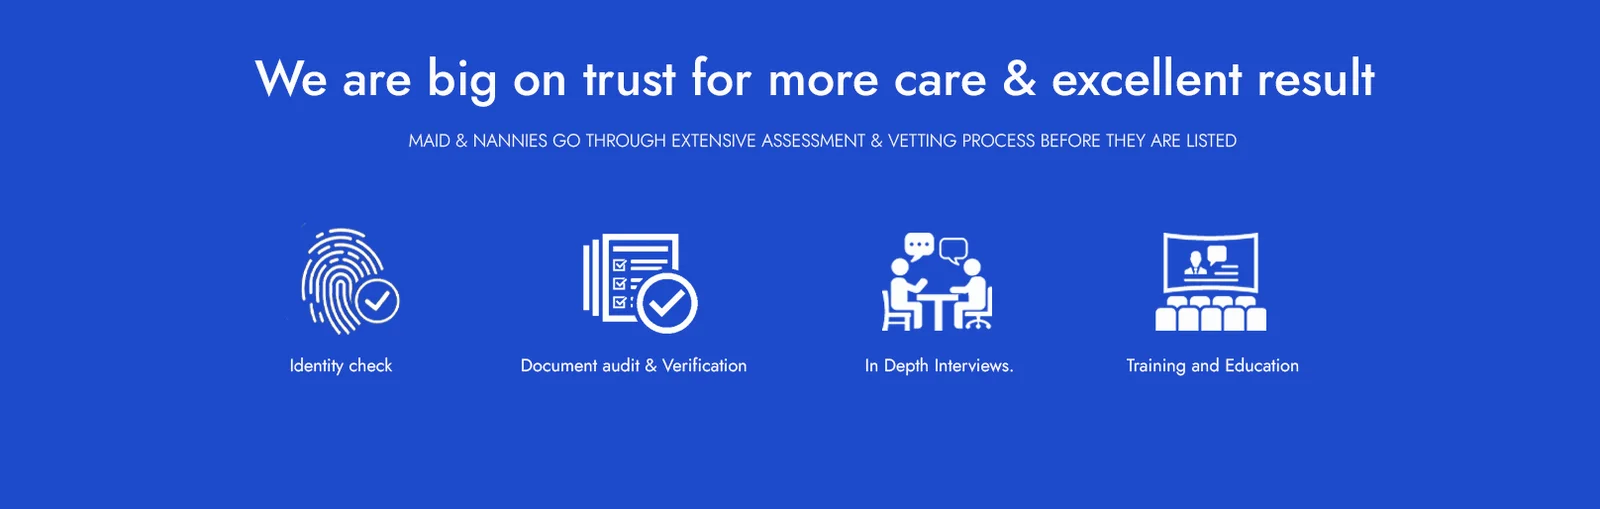 We are big on trust for more care & excellent result
MAID & NANNIES GO THROUGH EXTENSIVE ASSESSMENT & VETTING PROCESS BEFORE THEY ARE LISTED
Identity check
Document audit & Verification
In Depth Interviews.
Training and Education